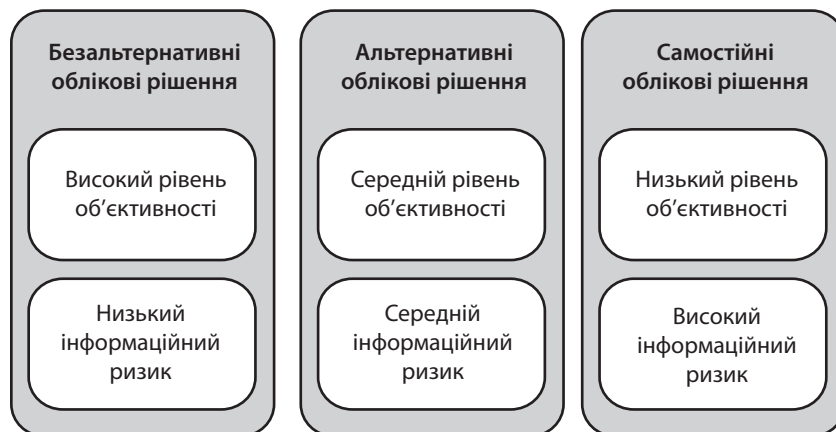 Безальтернативні
облікові рішення
Високий рівень
об’єктивності
Низький
інформаційний
ризик
Альтернативні
облікові рішення
Середній рівень
об’єктивності
Середній
інформаційний
ризик
Самостійні
облікові рішення
Низький рівень
об’єктивності
Високий
інформаційний
ризик